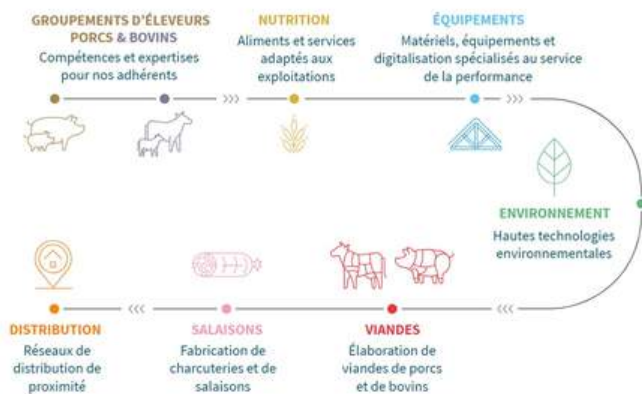 GROUPEMENTS D'ÉLEVEURS
PORCS & BOVINS
Compétences et expertises
pour nos adhérents
NUTRITION
Aliments et services
adaptés aux
exploitations
ÉQUIPEMENTS
Matériels, équipements et
digitalisation spécialisés au service
de la performance
ENVIRONNEMENT
Hautes technologies
environnementales
DISTRIBUTION
Réseaux de
distribution de
proximité
SALAISONS
Fabrication de
charcuteries et de
salaisons
VIANDES
Élaboration de
viandes de porcs
et de bovins